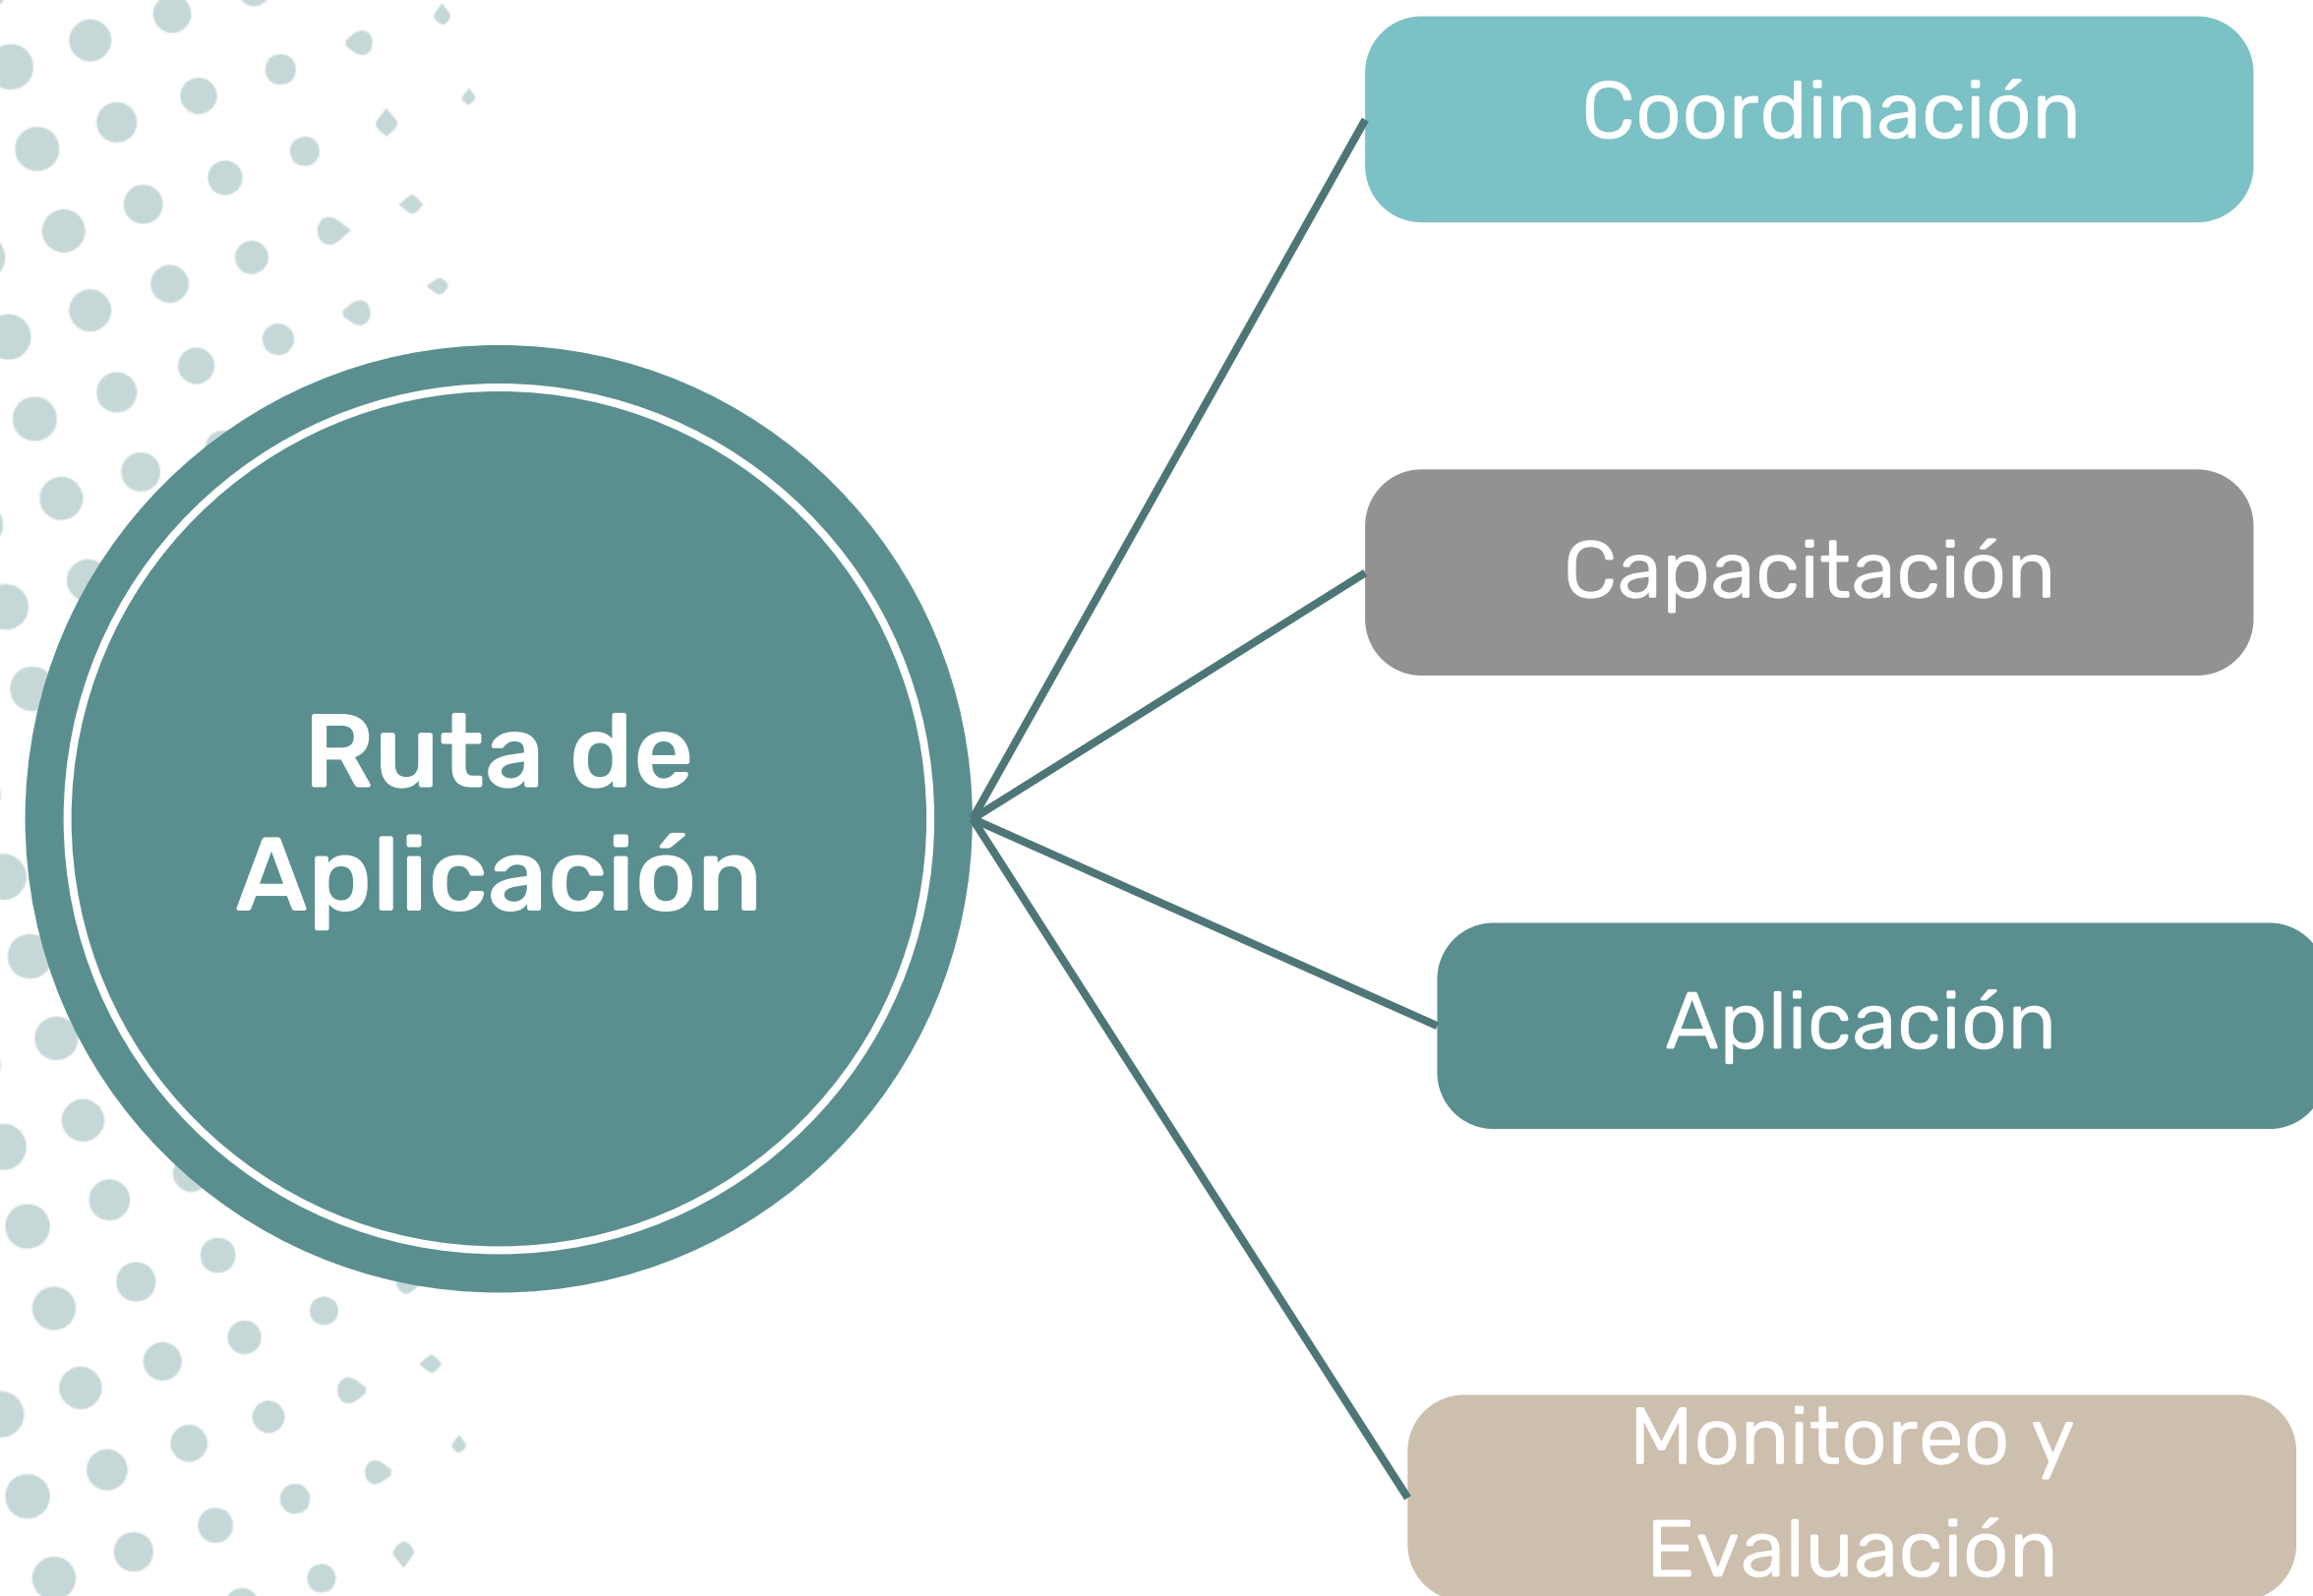 Ruta de
Aplicación
Coordinación
Capacitación
Aplicación
Monitoreo y
Evaluación